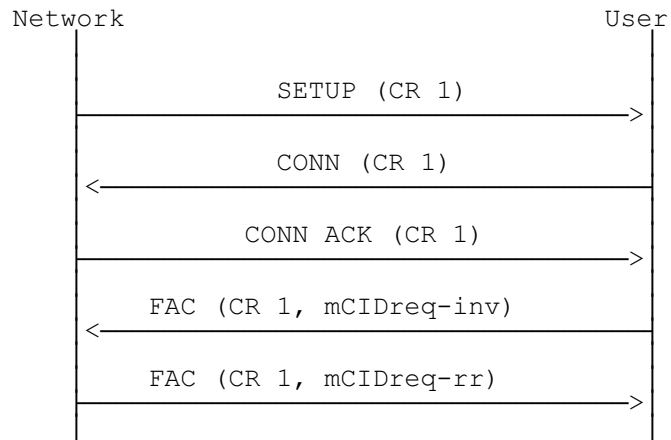 Network User
SETUP (CR 1)
CONN (CR 1)
CONN ACK (CR 1)
FAC (CR 1, mCIDreq-inv)
FAC (CR 1, mCIDreq-rr)